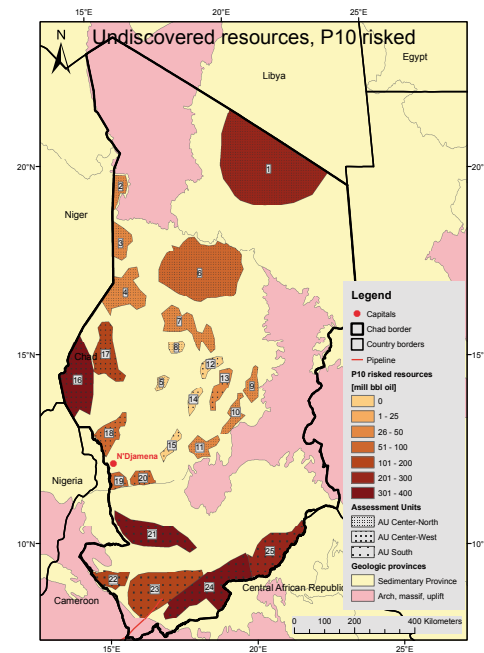 15°E
20°E
25°E
Undiscovered resources, P10 risked
N
Egypt
Libya
20°N
20°
1
2
Niger
3
6
4
7
15°N
15°
Chad
17
8
12
16
5
13
9
14
10
18
15
11
N'Djamena
19
20
Nigeria
21
10°N
10°
25
22
23
24
Central African Republic
Cameroon
Legend
Capitals
Chad border
Country borders
Pipeline
P10 risked resources
[mill bbl oil]
0
1 - 25
26 - 50
51 - 100
101 - 200
201 - 300
301 - 400
Assessment Units
AU Center-North
AU Center-West
AU South
Geologic provinces
Sedimentary Province
Arch, massif, uplift
0 100 200 400 Kilometers
15°E
20°E